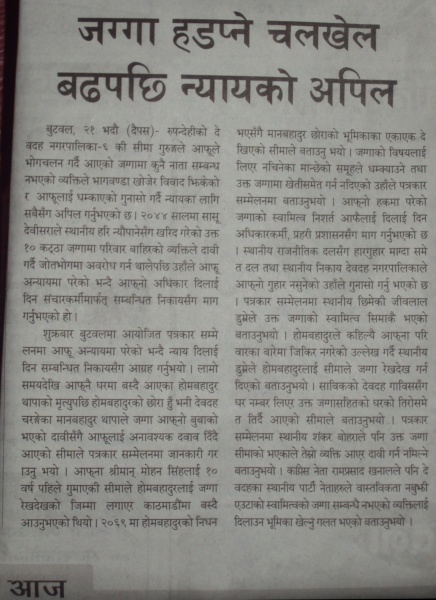 जग्गा हडप्ने चलखेल
बढपछि न्यायको अपिल
बुटवल, २१ भदौ (दैपस)- रुपन्देहीको दे
वदह नगरपालिका-६ की सीमा गुरुङले आफूले
भोगचलन गर्दै आएको जग्गामा कुनै नाता सम्बन्ध
नभएको व्यक्तिले भागवण्डा खोजेर विवाद झिकेको
र आफूलाई धम्काएको गुनासो गर्दै न्यायका लागि
सबैसँग अपिल गर्नुभएको छ । २०४४ सालमा सासू
देवीसराले स्थानीय हरि न्यौपानेसँग खरिद गरेको उक्त
१० कठ्ठा जग्गामा परिवार बाहिरको व्यक्तिले दावी
गर्दै जोतभोगमा अवरोध गर्न थालेपछि उहाँले आफू
अन्यायमा परेको भन्दै आफ्नो अधिकार दिलाई
दिन संचारकर्मीमार्फत् सम्बन्धित निकायसँग माग
गर्नुभएको हो ।
शुक्रबार बुटवलमा आयोजित पत्रकार सम्मे
लनमा आफू अन्यायमा परेको भन्दै न्याय दिलाई
दिन सम्बन्धित निकायसँग आग्रह गर्नुभयो । लामो
समयदेखि आफूनै घरमा बस्दै आएका होमबहादुर
थापाको मृत्युपछि होमबहादुरको छोरा हुँ भनी देवदह
चरङ्गेका मानबहादुर थापाले जग्गा आफ्नो बुबाको
भएको दावीसँगै आफूलाई अनावश्यक दवाव दिँदै
आएको सीमाले पत्रकार सम्मेलनमा जानकारी गर
ाउनु भयो । आफ्ना श्रीमान् मोहन सिंहलाई १०
वर्ष पहिले गुमाएकी सीमाले होमबहादुरलाई जग्गा
रेखदेखको जिम्मा लगाएर काठमाडौंमा बस्दै
आउनभएको थियो । २०६९ मा होमबहादुरको निधन
भएसँगै मानबहादुर छोराको भूमिकाका एकाएक दे
खिएको सीमाले बताउनु भयो । जग्गाको विषयलाई
लिएर नचिनेका मान्छेको समूहले धम्क्याउने तथा
उक्त जग्गामा खेतीसमेत गर्न नदिएको उहाँले पत्रकार
सम्मेलनमा बताउनुभयो । आफूनो हकमा परेको
जग्गाको स्वामित्व निशर्त आफैलाई दिलाई दिन
अधिकारकर्मी, प्रहरी प्रशासनसँग माग गर्नुभएको छ
। स्थानीय राजनीतिक दलसँग हारगुहार माग्दा समे
त दल तथा स्थानीय निकाय देवदह नगरपालिकाले
आफ्नो गुहार नसुनेको उहाँले गुनासो गर्नु भएको छ
। पत्रकार सम्मेलनमा स्थानीय छिमेकी जीवलाल
डुम्रेले उक्त जग्गाको स्वामित्व सिमाकै भएको
बताउनुभयो । होमबहादुरले कहिल्यै आफूना परि
वारका बारेमा जिकिर नगरेको उल्लेख गर्दै स्थानीय
डुम्रेले होमबहादुरलाई सीमाले जग्गा रेखदेख गर्न
दिएको बताउनुभयो । साविकको देवदह गाविससँग
घर नम्बर लिएर उक्त जग्गासहितको घरको तिरोसमे
त तिर्दै आएको सीमाले बताउनुभयो । पत्रकार
सम्मेलनमा स्थानीय शंकर बोहराले पनि उक्त जग्गा
सीमाको भएकाले तेस्रो व्यक्ति आएर दावी गर्न नमिल्ने
बताउनुभयो । कांग्रेस नेता रामप्रसाद खनालले पनि दे
वदहका स्थानीय पार्टी नेताहरुले वास्तविकता नबुझी
एउटाको स्वामित्वको जग्गा सम्बन्धै नभएको व्यक्तिलाई
दिलाउन भूमिका खेल्नु गलत भएको बताउनुभयो ।
आज